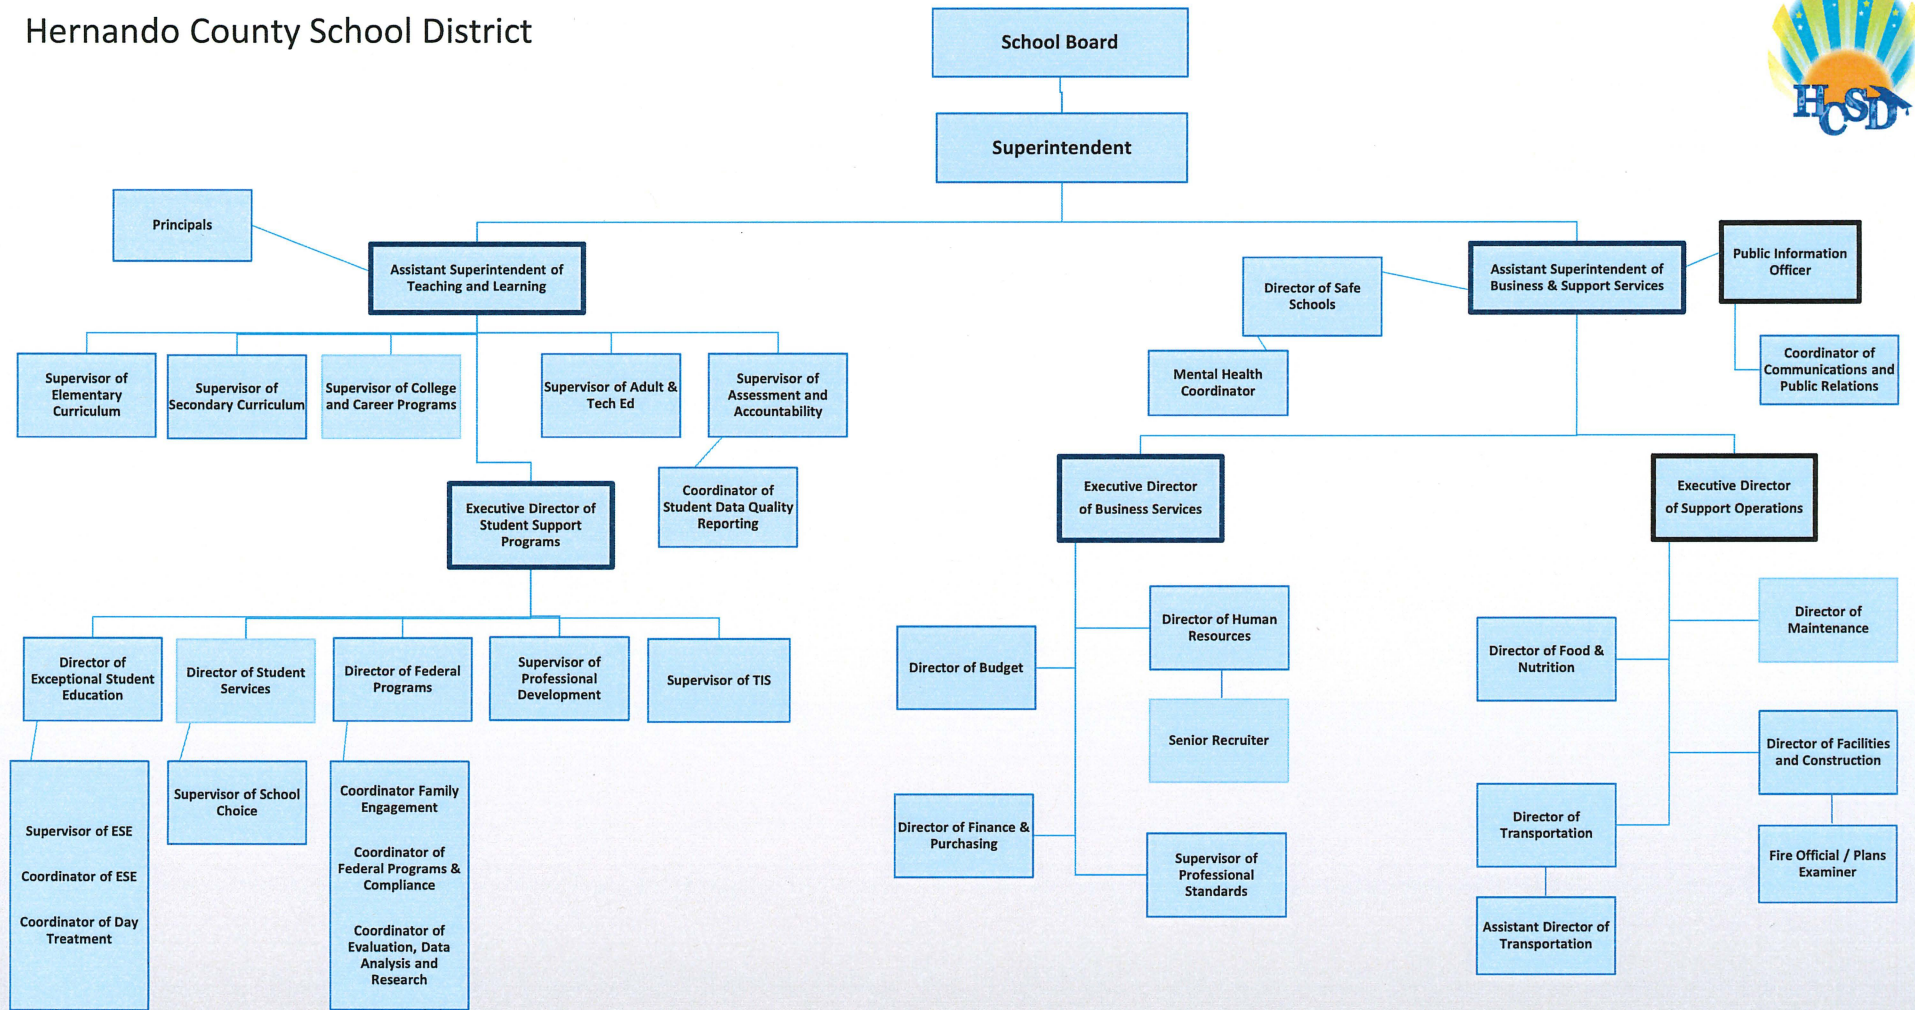 Hernando County School District
School Board
HCSD
Superintendent
Principals
Assistant Superintendent of
Teaching and Learning
Assistant Superintendent of
Business & Support Services
Public Information
Officer
Director of Safe
Schools
Mental Health
Coordinator
Coordinator of
Communications and
Public Relations
Supervisor of
Elementary
Curriculum
Supervisor of
Secondary Curriculum
Supervisor of College
and Career Programs
Supervisor of Adult &
Tech Ed
Supervisor of
Assessment and
Accountability
Coordinator of
Student Data Quality
Reporting
Executive Director of
Student Support
Programs
Executive Director
of Business Services
Executive Director
of Support Operations
Director of
Exceptional Student
Education
Director of Student
Services
Director of Federal
Programs
Supervisor of
Professional
Development
Supervisor of TIS
Director of Budget
Director of Human
Resources
Senior Recruiter
Director of Food &
Nutrition
Director of
Maintenance
Director of Facilities
and Construction
Supervisor of ESE
Coordinator of ESE
Coordinator of Day
Treatment
Supervisor of School
Choice
Coordinator Family
Engagement
Coordinator of
Federal Programs &
Compliance
Coordinator of
Evaluation, Data
Analysis and
Research
Director of Finance &
Purchasing
Supervisor of
Professional
Standards
Director of
Transportation
Assistant Director of
Transportation
Fire Official / Plans
Examiner